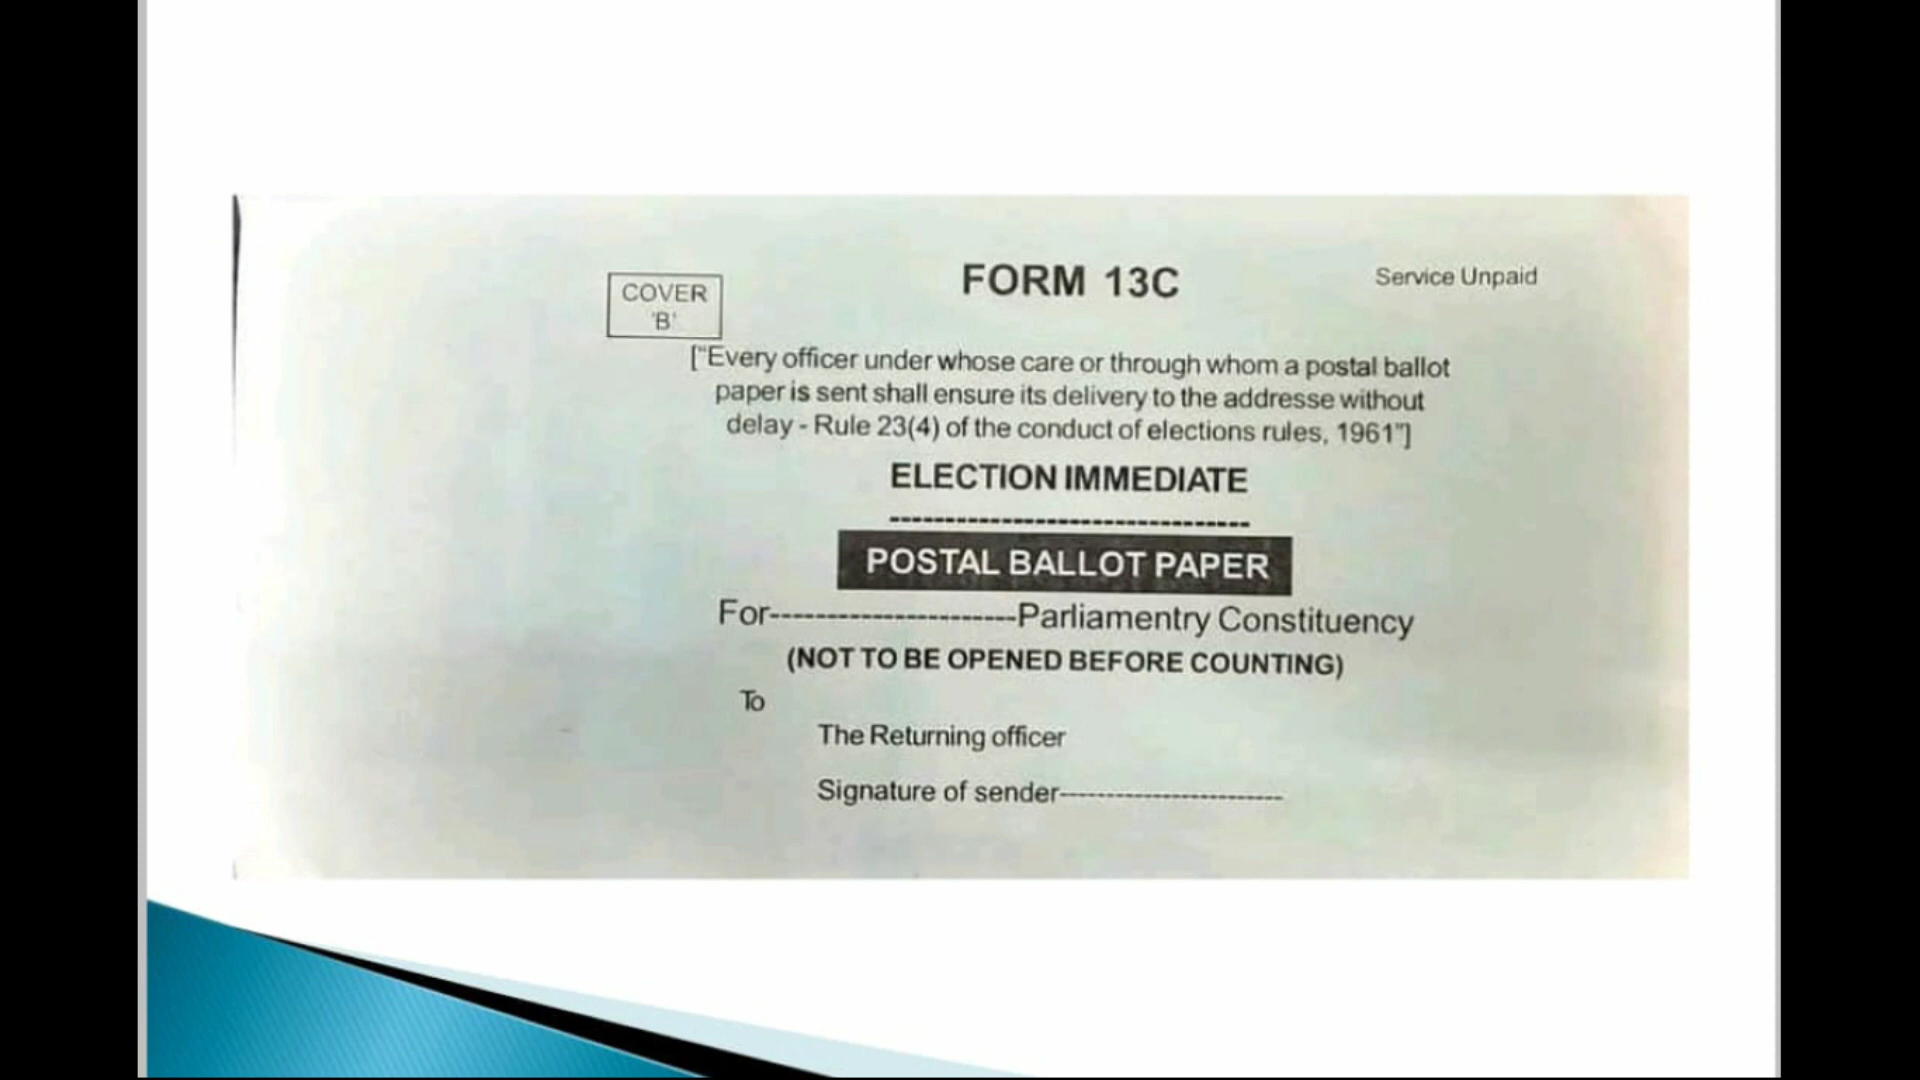 COVER
'B'
FORM 13C
Service Unpaid
["Every officer under whose care or through whom a postal ballot
paper is sent shall ensure its delivery to the addresse without
delay - Rule 23(4) of the conduct of elections rules, 1961"]
ELECTION IMMEDIATE
---------------------------------
POSTAL BALLOT PAPER
For----------------------Parliamentry Constituency
(NOT TO BE OPENED BEFORE COUNTING)
To
The Returning officer
Signature of sender------------------------